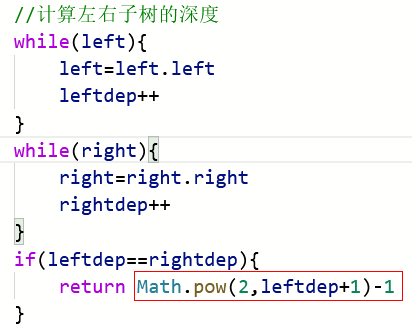 //计算左右子树的深度
while(left){
left=left.left
leftdep++
}
while(right){
right=right.right
rightdep++
}
if(leftdep==rightdep){
return Math.pow(2,leftdep+1)-1
}